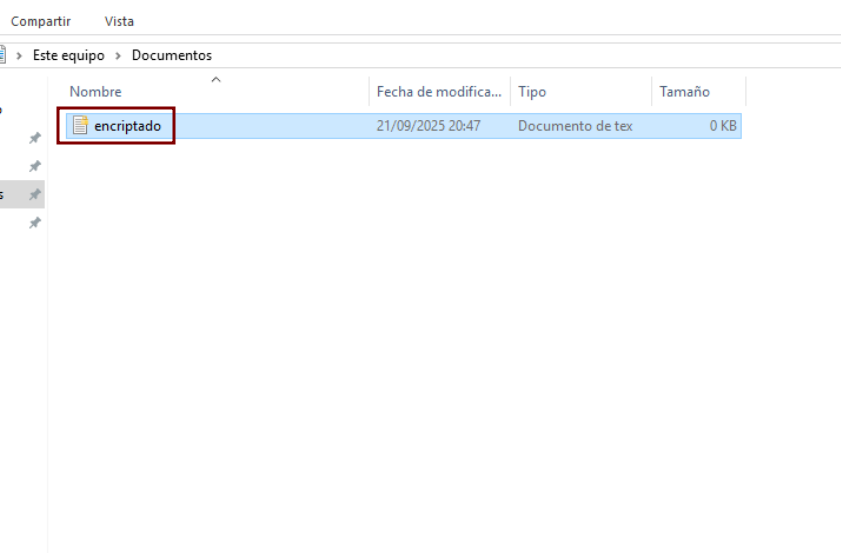 Compartir Vista
> Este equipo > Documentos
Nombre Fecha de modifica... Tipo Tamaño
encriptado 21/09/2025 20:47 Documento de tex 0 KB